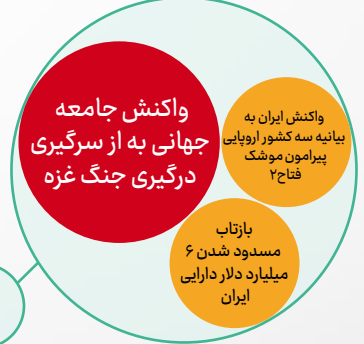 واکنش جامعه
جهانی به از سرگیری
درگیری جنگ غزه
واکنش ایران به
بیانیه سه کشور اروپایی
پیرامون موشک
فتاح۲
بازتاب
مسدود شدن ۶
میلیارد دلار دارایی
ایران